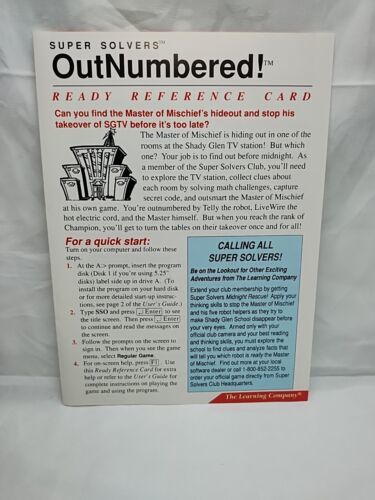 SUPER SOLVERS™
OutNumbered!™
READY REFERENCE CARD
Can you find the Master of Mischief's hideout and stop his
takeover of SGTV before it's too late?
The Master of Mischief is hiding out in one of the
rooms at the Shady Glen TV station! But which
one? Your job is to find out before midnight. As
a member of the Super Solvers Club, you'll need
to explore the TV station, collect clues about
each room by solving math challenges, capture
secret code, and outsmart the Master of Mischief
at his own game. You're outnumbered by Telly the robot, LiveWire the
hot electric cord, and the Master himself. But when you reach the rank of
Champion, you'll get to turn the tables on their takeover once and for all!
For a quick start:
Turn on your computer and follow these
steps.
1. At the A:> prompt, insert the program
disk (Disk 1 if you're using 5.25"
disks) label side up in drive A. (To
install the program on your hard disk
or for more detailed start-up instruc-
tions, see page 2 of the User's Guide.)
2. Type SSO and press ↵ Enter to see
the title screen. Then press ↵ Enter
to continue and read the messages on
the screen.
3. Follow the prompts on the screen to
sign in. Then when you see the game
menu, select Regular Game.
4. For on-screen help, press F1. Use
this Ready Reference Card for extra
help or refer to the User's Guide for
complete instructions on playing the
game and using the program.
CALLING ALL
SUPER SOLVERS!
Be on the Lookout for Other Exciting
Adventures from The Learning Company
Extend your club membership by getting
Super Solvers Midnight Rescue! Apply your
thinking skills to stop the Master of Mischief
and his five robot helpers as they try to
make Shady Glen School disappear before
your very eyes. Armed only with your
official club camera and your best reading
and thinking skills, you must explore the
school to find clues and analyze facts that
will tell you which robot is really the Master
of Mischief. Find out more at your local
software dealer or call 1-800-852-2255 to
order your official game directly from Super
Solvers Club Headquarters.
The Learning Company®